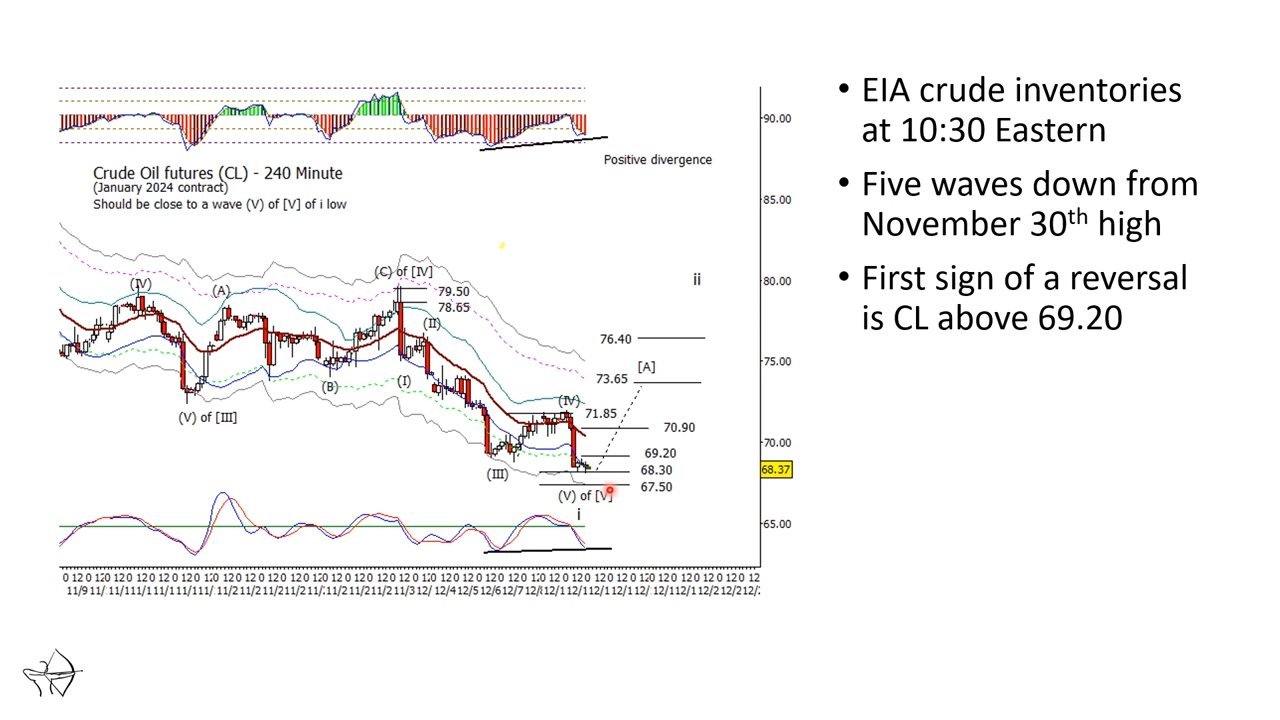 Crude Oil futures (CL) - 240 Minute
(January 2024 contract)
Should be close to a wave (V) of [V] of i low
Positive divergence
90.00
85.00
80.00
75.00
70.00
68.37
65.00
(IV)
(A)
(C) of [IV]
79.50
78.65
(II)
ii
76.40
[A]
73.65
(B)
(I)
(V) of [III]
(IV)
71.85
70.90
69.20
68.30
67.50
(III)
(V) of [V]
i
• EIA crude inventories
at 10:30 Eastern
• Five waves down from
November 30th high
• First sign of a reversal
is CL above 69.20